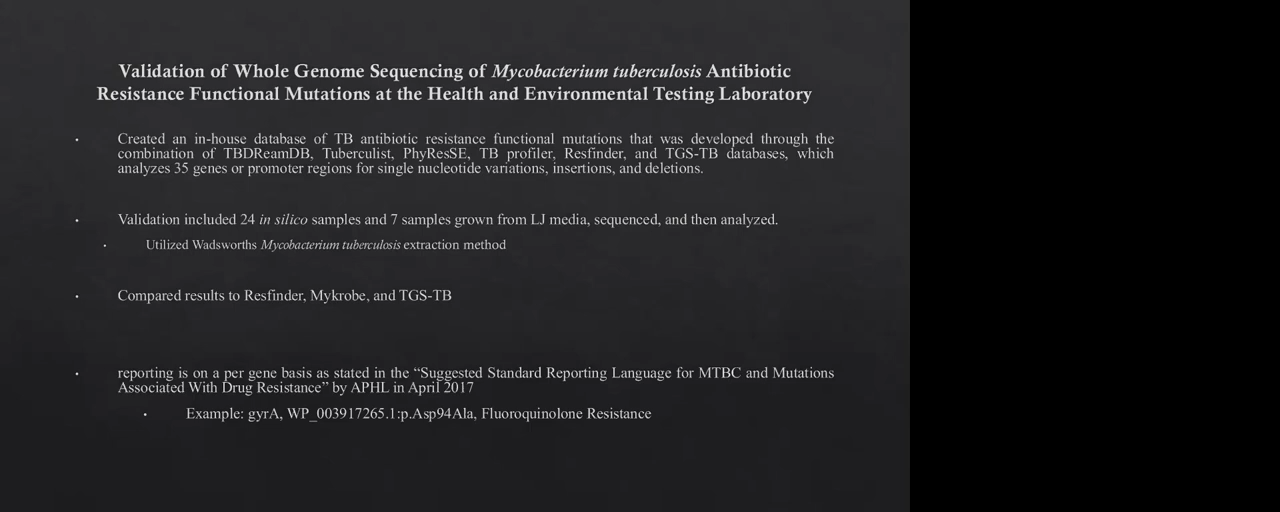 Validation of Whole Genome Sequencing of Mycobacterium tuberculosis Antibiotic
Resistance Functional Mutations at the Health and Environmental Testing Laboratory
• Created an in-house database of TB antibiotic resistance functional mutations that was developed through the
combination of TBDReamDB, Tuberculist, PhyResSE, TB profiler, Resfinder, and TGS-TB databases, which
analyzes 35 genes or promoter regions for single nucleotide variations, insertions, and deletions.
• Validation included 24 in silico samples and 7 samples grown from LJ media, sequenced, and then analyzed.
• Utilized Wadsworths Mycobacterium tuberculosis extraction method
• Compared results to Resfinder, Mykrobe, and TGS-TB
• reporting is on a per gene basis as stated in the “Suggested Standard Reporting Language for MTBC and Mutations
Associated With Drug Resistance” by APHL in April 2017
• Example: gyrA, WP_003917265.1:p.Asp94Ala, Fluoroquinolone Resistance